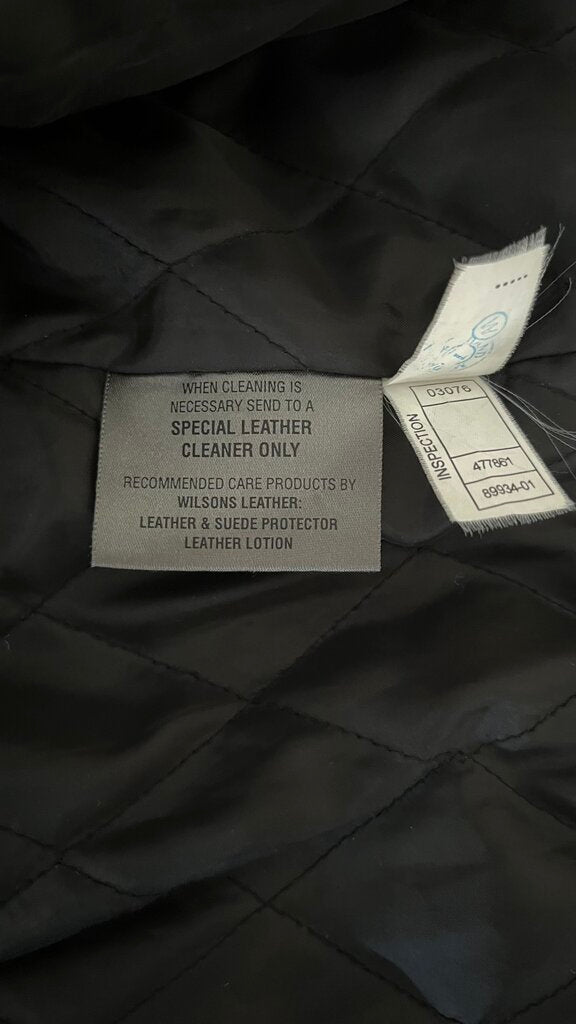 WHEN CLEANING IS
NECESSARY SEND TO A
SPECIAL LEATHER
CLEANER ONLY
RECOMMENDED CARE PRODUCTS BY
WILSONS LEATHER:
LEATHER & SUEDE PROTECTOR
LEATHER LOTION
INSPECTION
03076
477861
89934-01